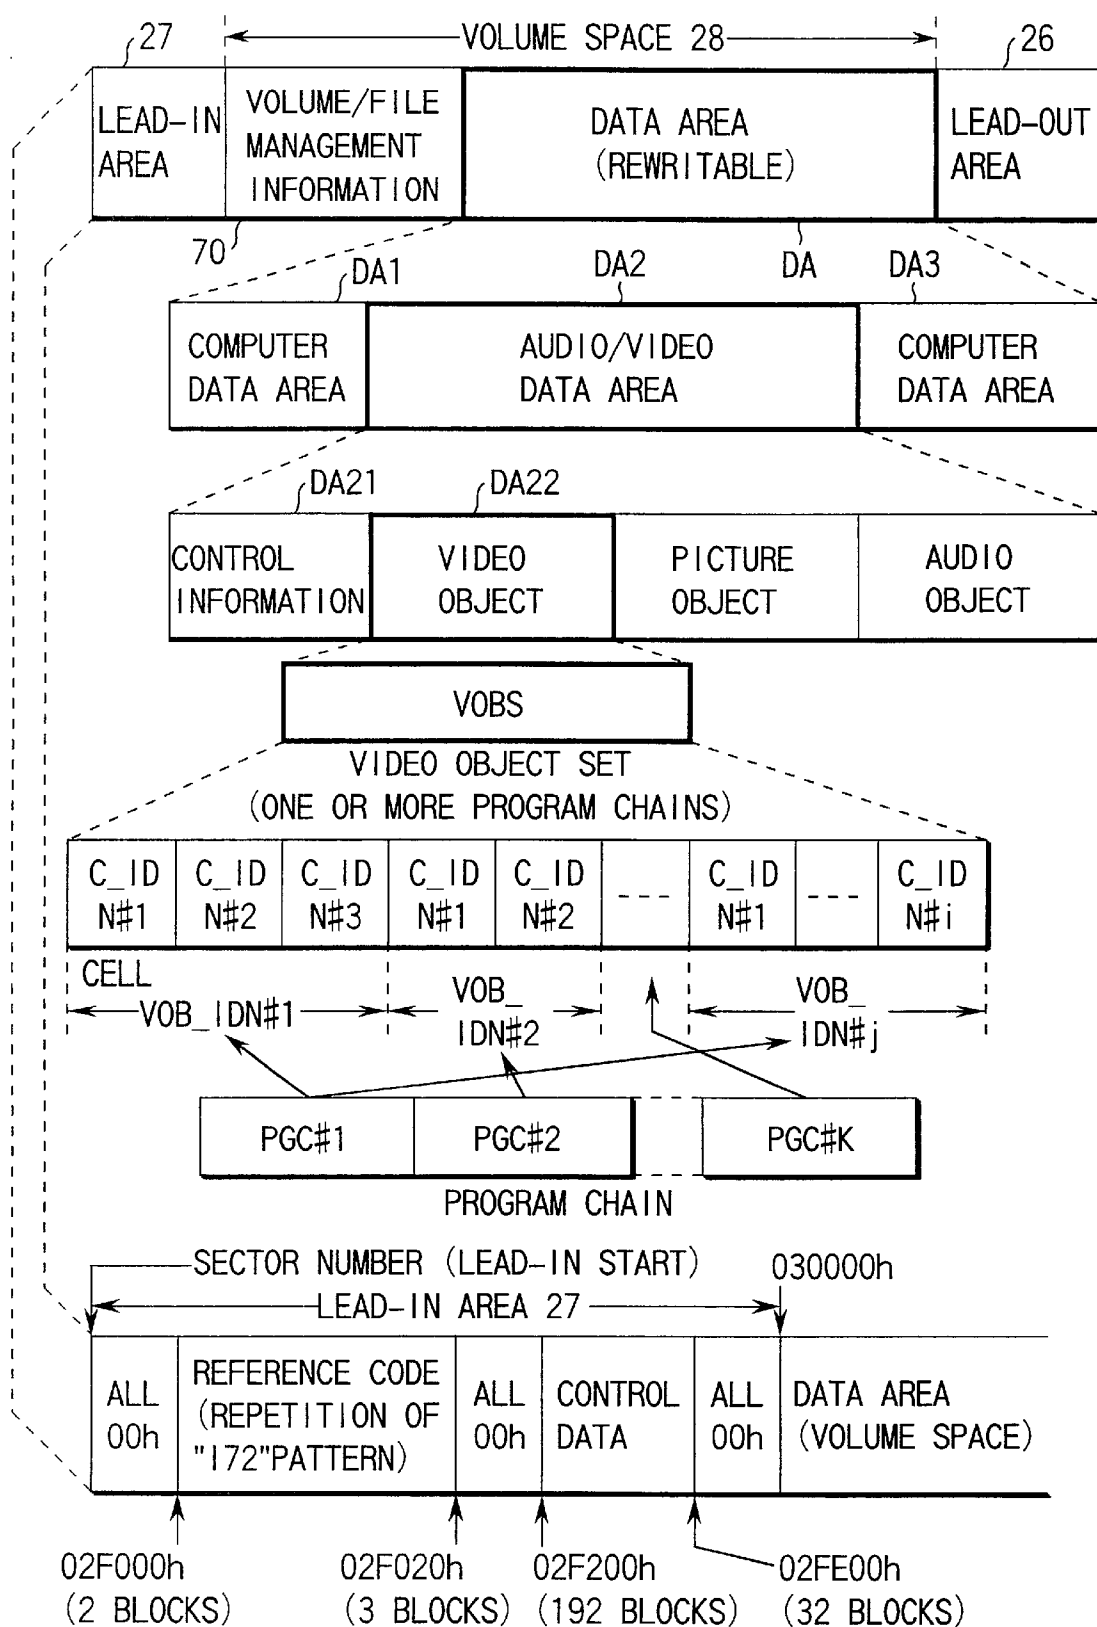 27
VOLUME SPACE 28
26
LEAD-IN
AREA
VOLUME/FILE
MANAGEMENT
INFORMATION
DATA AREA
(REWRITABLE)
LEAD-OUT
AREA
70
DA1
DA2
DA
DA3
COMPUTER
DATA AREA
AUDIO/VIDEO
DATA AREA
COMPUTER
DATA AREA
DA21
DA22
CONTROL
INFORMATION
VIDEO
OBJECT
PICTURE
OBJECT
AUDIO
OBJECT
VOBS
VIDEO OBJECT SET
(ONE OR MORE PROGRAM CHAINS)
C_ID
N#1
C_ID
N#2
C_ID
N#3
C_ID
N#1
C_ID
N#2
----
C_ID
N#1
----
C_ID
N#i
CELL
VOB_IDN#1
VOB_
IDN#2
VOB_
IDN#j
PGC#1
PGC#2
PGC#K
PROGRAM CHAIN
SECTOR NUMBER (LEAD-IN START)
030000h
LEAD-IN AREA 27
ALL
00h
REFERENCE CODE
(REPETITION OF
"172"PATTERN)
ALL
00h
CONTROL
DATA
ALL
00h
DATA AREA
(VOLUME SPACE)
02F000h
(2 BLOCKS)
02F020h
(3 BLOCKS)
02F200h
(192 BLOCKS)
02FE00h
(32 BLOCKS)